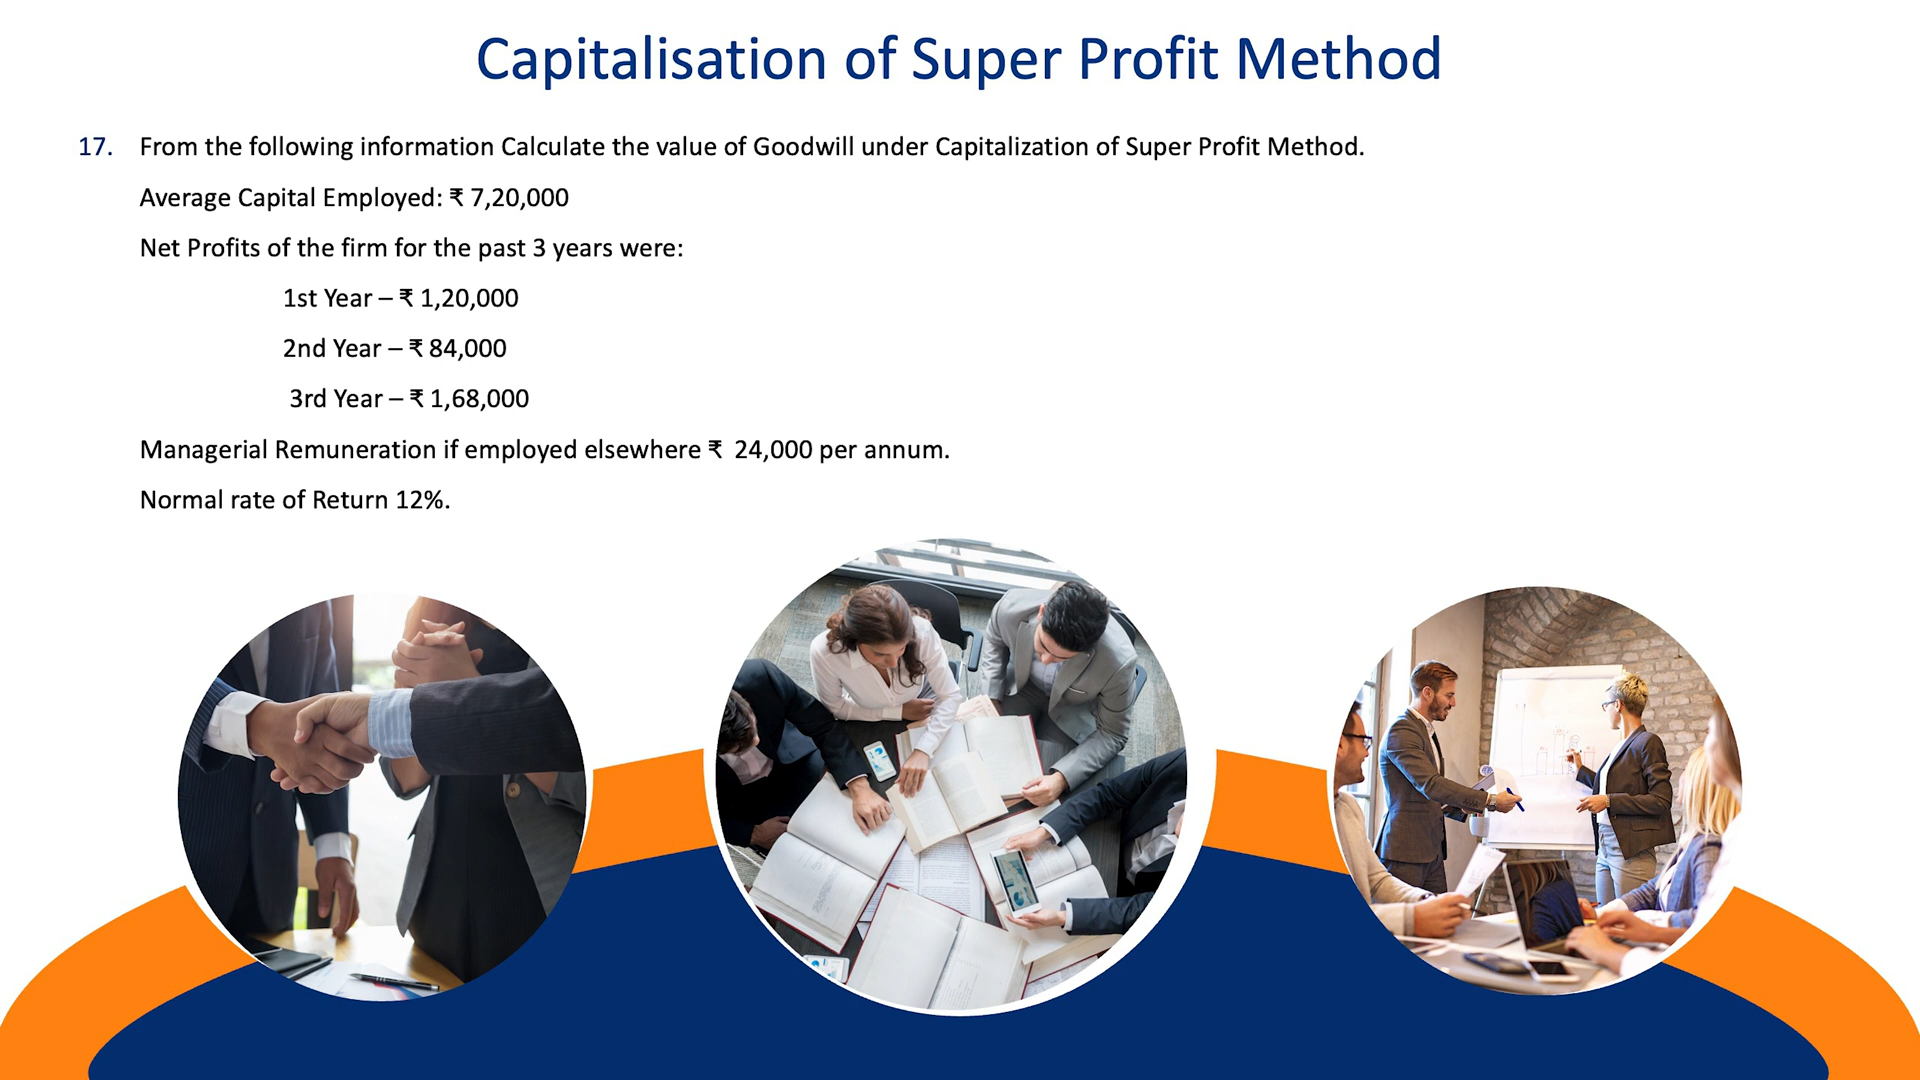 Capitalisation of Super Profit Method
17. From the following information Calculate the value of Goodwill under Capitalization of Super Profit Method.
Average Capital Employed: ₹ 7,20,000
Net Profits of the firm for the past 3 years were:
1st Year – ₹ 1,20,000
2nd Year – ₹ 84,000
3rd Year – ₹ 1,68,000
Managerial Remuneration if employed elsewhere ₹ 24,000 per annum.
Normal rate of Return 12%.